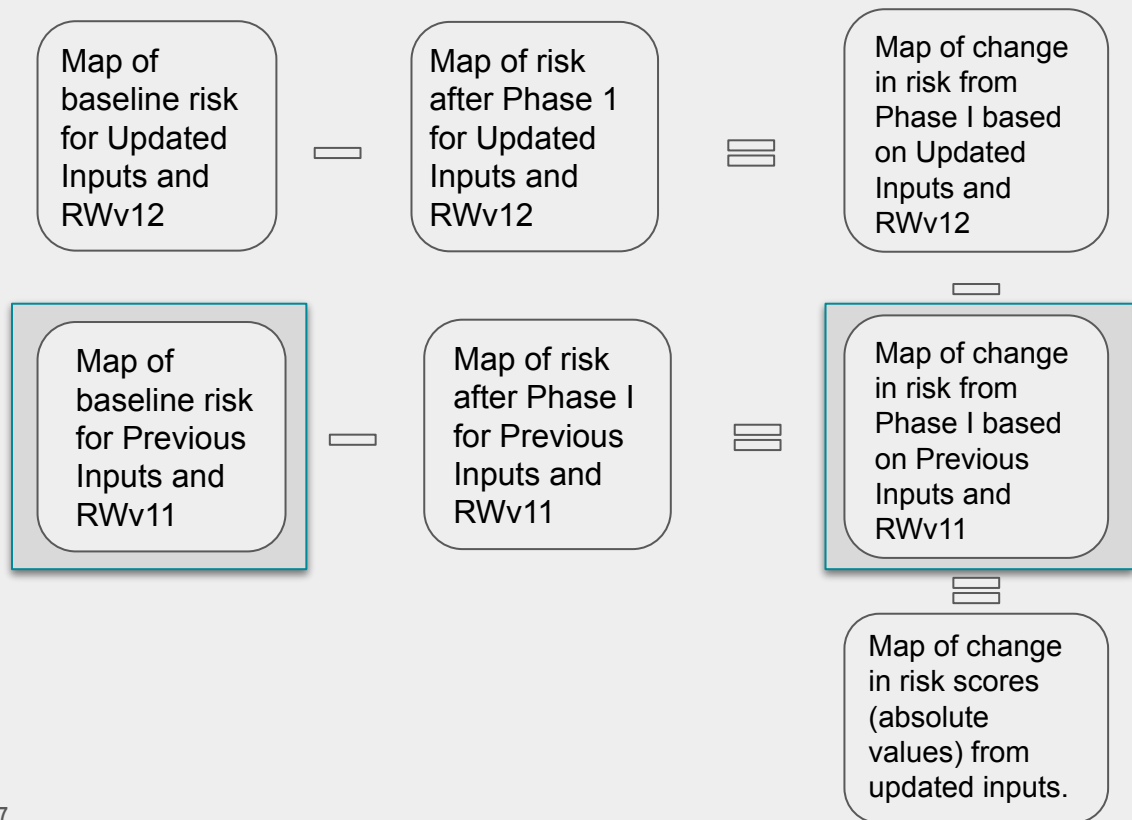 Map of
baseline risk
for Updated
Inputs and
RWv12
Map of risk
after Phase 1
for Updated
Inputs and
RWv12
Map of change
in risk from
Phase I based
on Updated
Inputs and
RWv12
Map of
baseline risk
for Previous
Inputs and
RWv11
Map of risk
after Phase I
for Previous
Inputs and
RWv11
Map of change
in risk from
Phase I based
on Previous
Inputs and
RWv11
Map of change
in risk scores
(absolute
values) from
updated inputs.
7